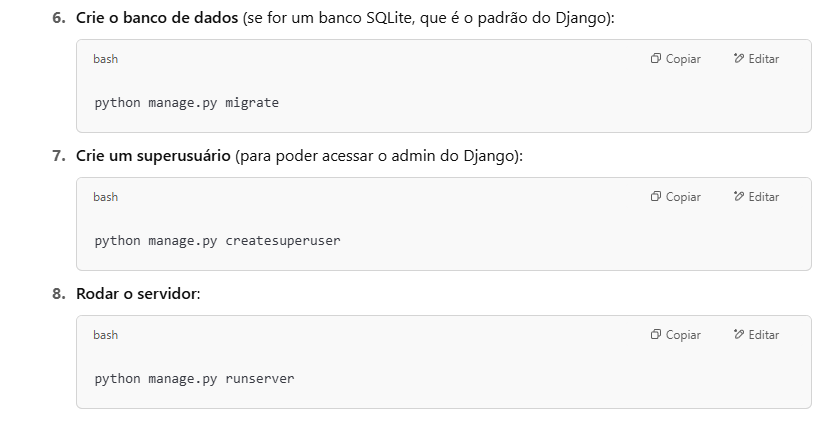 6. Crie o banco de dados (se for um banco SQLite, que é o padrão do Django):
bash Copiar Editar
python manage.py migrate
7. Crie um superusuário (para poder acessar o admin do Django):
bash Copiar Editar
python manage.py createsuperuser
8. Rodar o servidor:
bash Copiar Editar
python manage.py runserver